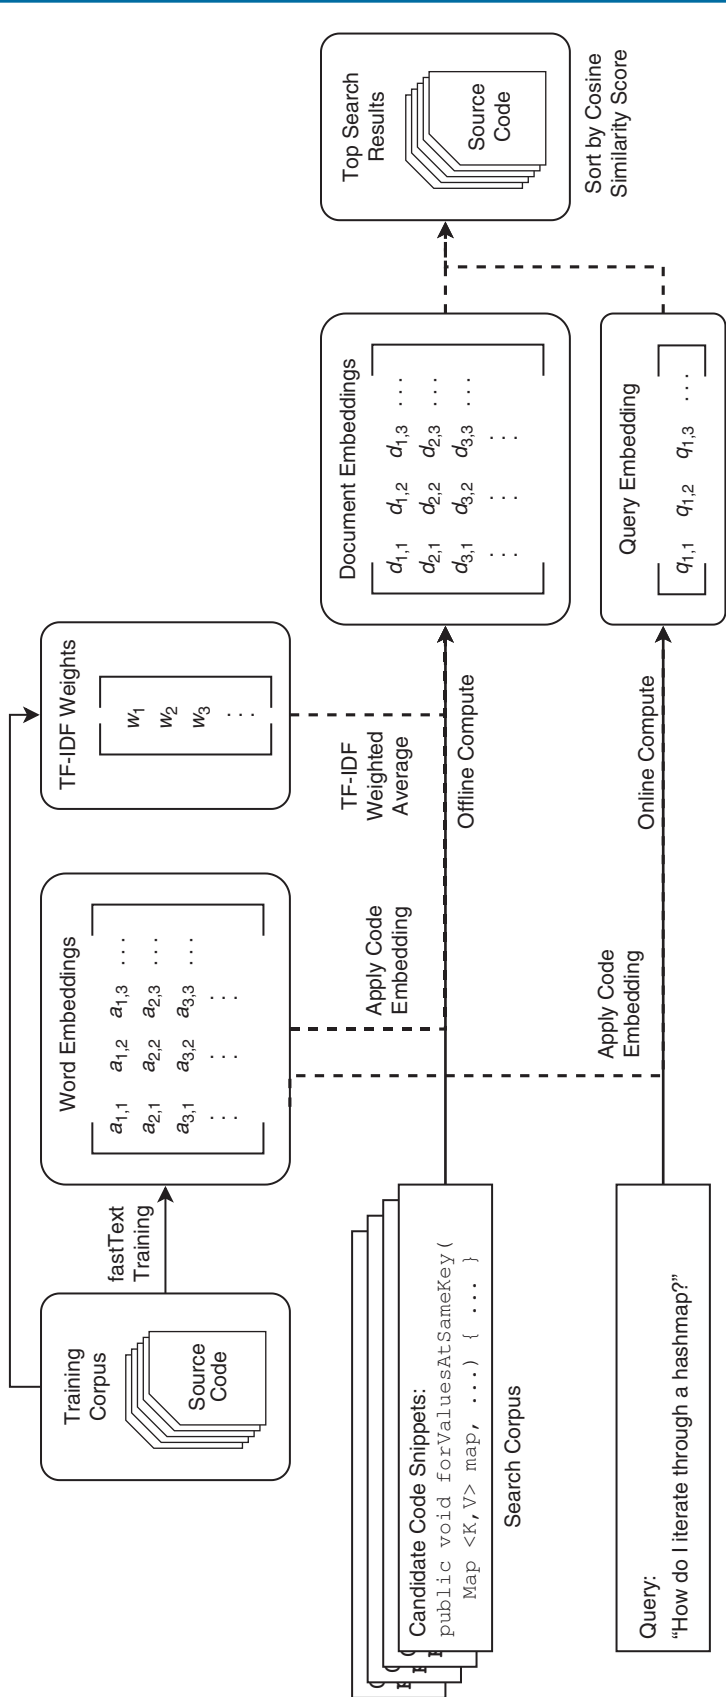 Training
Corpus
Source
Code
fastText
Training
Word Embeddings
a1,1 a1,2 a1,3 . . .
a2,1 a2,2 a2,3 . . .
a3,1 a3,2 a3,3 . . .
. . . . . . . . .
TF-IDF Weights
w1
w2
w3
. . .
Candidate Code Snippets:
public void forValuesAtSameKey(
Map <K,V> map, ...) { ... }
Search Corpus
Apply Code
Embedding
TF-IDF
Weighted
Average
Offline Compute
Document Embeddings
d1,1 d1,2 d1,3 . . .
d2,1 d2,2 d2,3 . . .
d3,1 d3,2 d3,3 . . .
. . . . . . . . .
Top Search
Results
Source
Code
Sort by Cosine
Similarity Score
Query:
“How do I iterate through a hashmap?”
Apply Code
Embedding
Online Compute
Query Embedding
q1,1 q1,2 q1,3 . . .